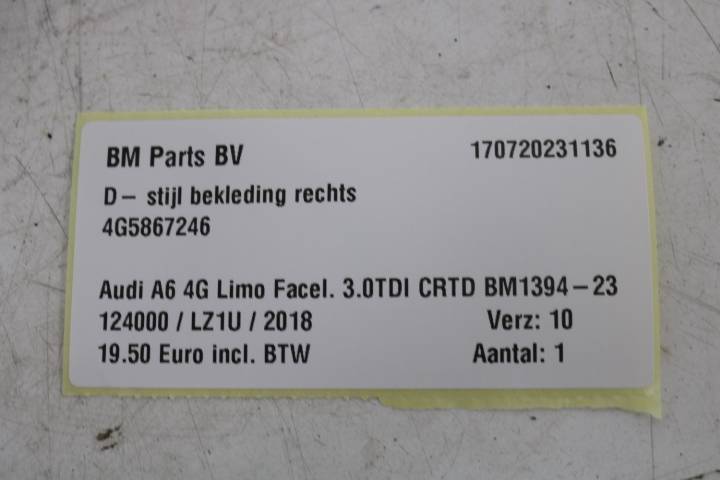 BM Parts BV 170720231136
D– stijl bekleding rechts
4G5867246
Audi A6 4G Limo Facel. 3.0TDI CRTD BM1394–23
124000 / LZ1U / 2018 Verz: 10
19.50 Euro incl. BTW Aantal: 1